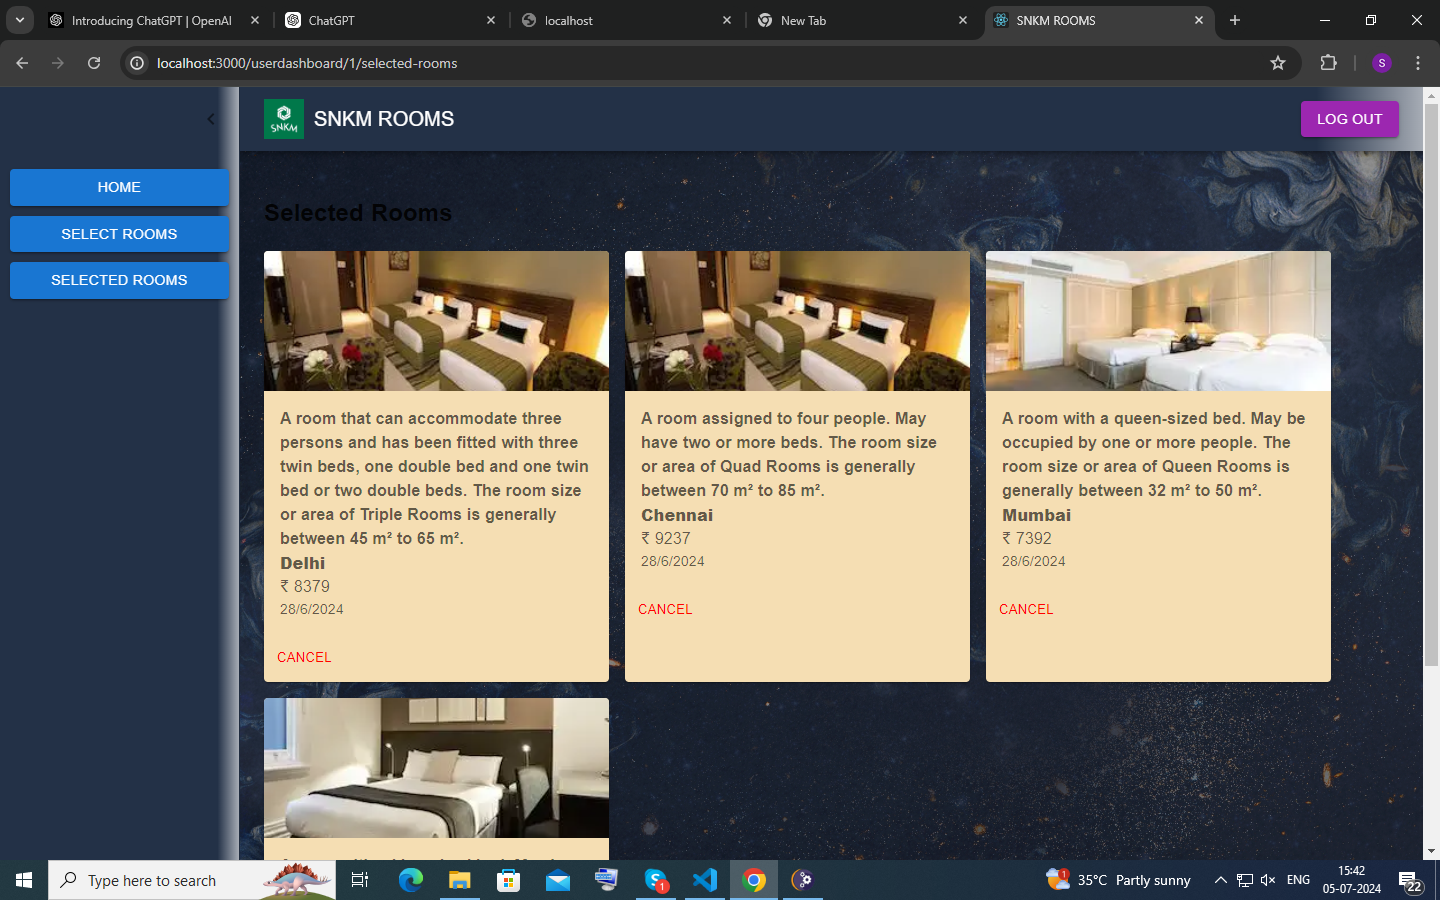 Introducing ChatGPT | OpenAI
ChatGPT
localhost
New Tab
SNKM ROOMS
localhost:3000/userdashboard/1/selected-rooms
S
SNKM
SNKM ROOMS
LOG OUT
HOME
SELECT ROOMS
SELECTED ROOMS
Selected Rooms
A room that can accommodate three
persons and has been fitted with three
twin beds, one double bed and one twin
bed or two double beds. The room size
or area of Triple Rooms is generally
between 45 m² to 65 m².
Delhi
₹ 8379
28/6/2024
CANCEL
A room assigned to four people. May
have two or more beds. The room size
or area of Quad Rooms is generally
between 70 m² to 85 m².
Chennai
₹ 9237
28/6/2024
CANCEL
A room with a queen-sized bed. May be
occupied by one or more people. The
room size or area of Queen Rooms is
generally between 32 m² to 50 m².
Mumbai
₹ 7392
28/6/2024
CANCEL
Type here to search
1
1
35°C Partly sunny
ENG
15:42
05-07-2024
22